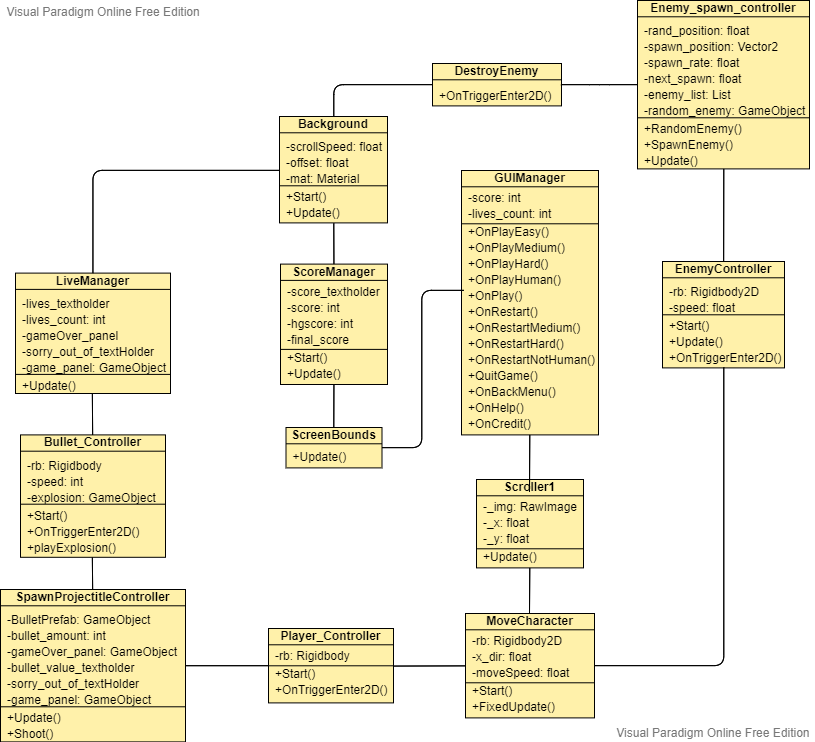 Visual Paradigm Online Free Edition
Enemy_spawn_controller
-rand_position: float
-spawn_position: Vector2
-spawn_rate: float
-next_spawn: float
-enemy_list: List
-random_enemy: GameObject
+RandomEnemy()
+SpawnEnemy()
+Update()
DestroyEnemy
+OnTriggerEnter2D()
Background
-scrollSpeed: float
-offset: float
-mat: Material
+Start()
+Update()
GUIManager
-score: int
-lives_count: int
+OnPlayEasy()
+OnPlayMedium()
+OnPlayHard()
+OnPlayHuman()
+OnPlay()
+OnRestart()
+OnRestartMedium()
+OnRestartHard()
+OnRestartNotHuman()
+QuitGame()
+OnBackMenu()
+OnHelp()
+OnCredit()
LiveManager
-lives_textholder
-lives_count: int
-gameOver_panel
-sorry_out_of_textHolder
-game_panel: GameObject
+Update()
ScoreManager
-score_textholder
-score: int
-hgscore: int
-final_score
+Start()
+Update()
EnemyController
-rb: Rigidbody2D
-speed: float
+Start()
+Update()
+OnTriggerEnter2D()
ScreenBounds
+Update()
Bullet_Controller
-rb: Rigidbody
-speed: int
-explosion: GameObject
+Start()
+OnTriggerEnter2D()
+playExplosion()
Scroller1
-_img: RawImage
-_x: float
-_y: float
+Update()
SpawnProjectitleController
-BulletPrefab: GameObject
-bullet_amount: int
-gameOver_panel: GameObject
-bullet_value_textholder
-sorry_out_of_textHolder
-game_panel: GameObject
+Update()
+Shoot()
Player_Controller
-rb: Rigidbody
+Start()
+OnTriggerEnter2D()
MoveCharacter
-rb: Rigidbody2D
-x_dir: float
-moveSpeed: float
+Start()
+FixedUpdate()
Visual Paradigm Online Free Edition